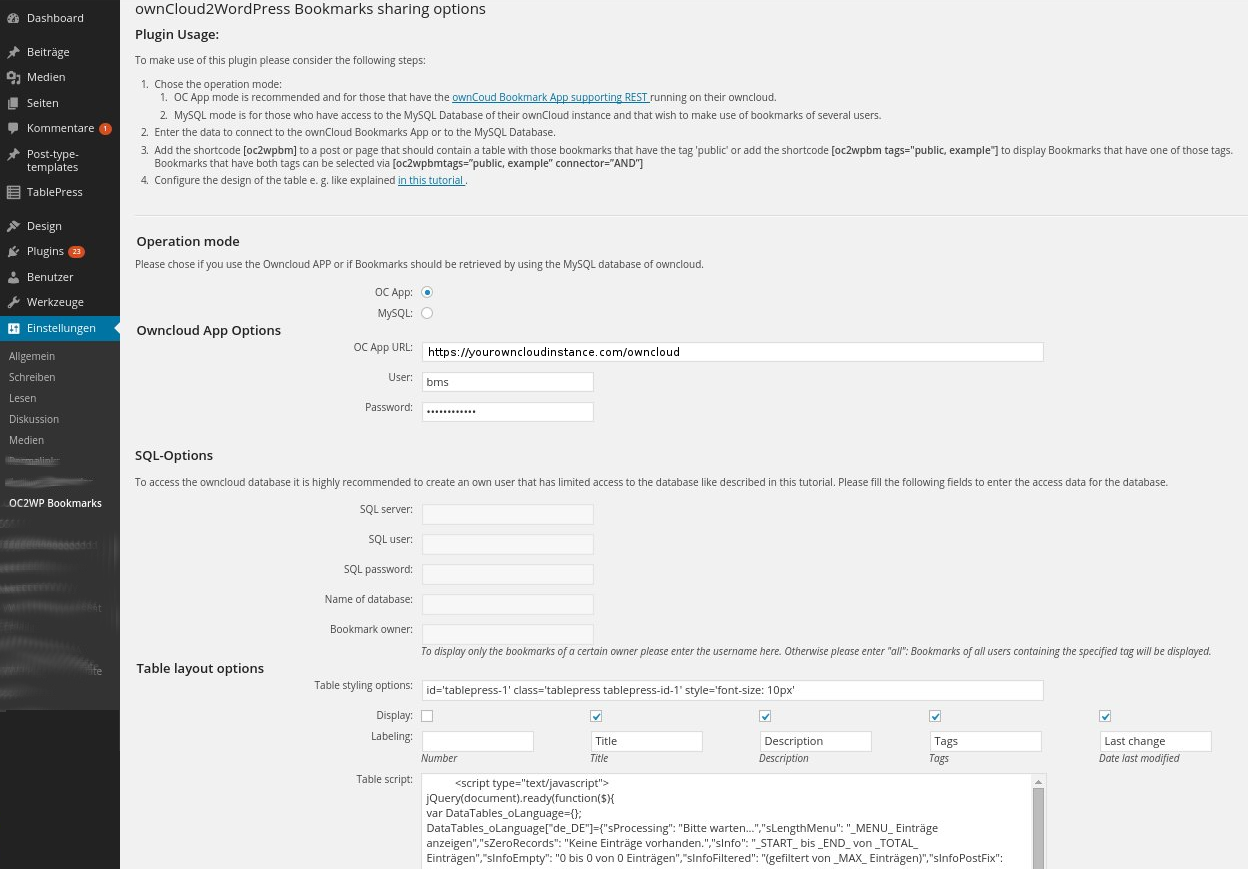 Dashboard
Beiträge
Medien
Seiten
Kommentare 1
Post-type-
templates
TablePress
Design
Plugins 23
Benutzer
Werkzeuge
Einstellungen
Allgemein
Schreiben
Lesen
Diskussion
Medien
OC2WP Bookmarks
ownCloud2WordPress Bookmarks sharing options
Plugin Usage:
To make use of this plugin please consider the following steps:
1. Chose the operation mode:
1. OC App mode is recommended and for those that have the ownCoud Bookmark App supporting REST running on their owncloud.
2. MySQL mode is for those who have access to the MySQL Database of their ownCloud instance and that wish to make use of bookmarks of several users.
2. Enter the data to connect to the ownCloud Bookmarks App or to the MySQL Database.
3. Add the shortcode [oc2wpbm] to a post or page that should contain a table with those bookmarks that have the tag 'public' or add the shortcode [oc2wpbm tags="public, example"] to display Bookmarks that have one of those tags.
Bookmarks that have both tags can be selected via [oc2wpbmtags=”public, example” connector=”AND”]
4. Configure the design of the table e. g. like explained in this tutorial .
Operation mode
Please chose if you use the Owncloud APP or if Bookmarks should be retrieved by using the MySQL database of owncloud.
OC App:
MySQL:
Owncloud App Options
OC App URL: https://yourowncloudinstance.com/owncloud
User: bms
Password: ••••••••••••
SQL-Options
To access the owncloud database it is highly recommended to create an own user that has limited access to the database like described in this tutorial. Please fill the following fields to enter the access data for the database.
SQL server:
SQL user:
SQL password:
Name of database:
Bookmark owner:
To display only the bookmarks of a certain owner please enter the username here. Otherwise please enter "all": Bookmarks of all users containing the specified tag will be displayed.
Table layout options
Table styling options: id='tablepress-1' class='tablepress tablepress-id-1' style='font-size: 10px'
Display:
Labeling: Title Description Tags Last change
Number Title Description Tags Date last modified
Table script: <script type="text/javascript">
jQuery(document).ready(function($){
var DataTables_oLanguage={};
DataTables_oLanguage["de_DE"]={"sProcessing": "Bitte warten...","sLengthMenu": "_MENU_ Einträge
anzeigen","sZeroRecords": "Keine Einträge vorhanden.","sInfo": "_START_ bis _END_ von _TOTAL_
Einträgen","sInfoEmpty": "0 bis 0 von 0 Einträgen","sInfoFiltered": "(gefiltert von _MAX_ Einträgen)","sInfoPostFix":